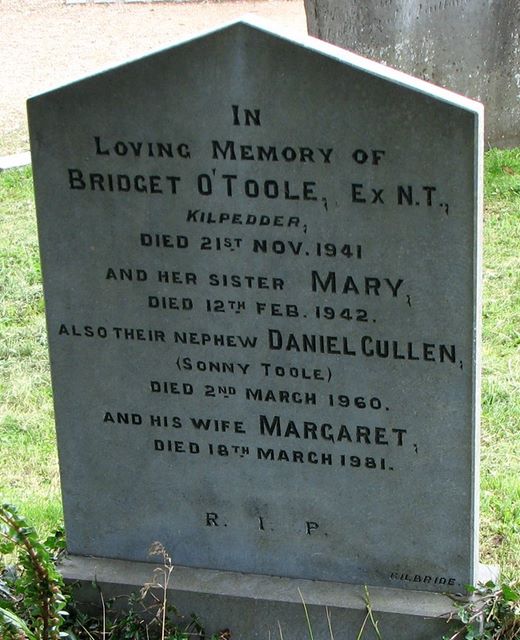 IN
LOVING MEMORY OF
BRIDGET O'TOOLE, EX N.T.,
KILPEDDER,
DIED 21ST NOV. 1941
AND HER SISTER MARY,
DIED 12TH FEB. 1942.
ALSO THEIR NEPHEW DANIEL CULLEN,
(SONNY TOOLE)
DIED 2ND MARCH 1960.
AND HIS WIFE MARGARET,
DIED 18TH MARCH 1981.
R. I. P.
KILBRIDE.